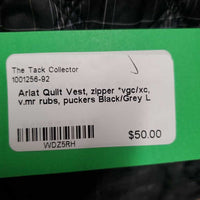 The Tack Collector
1001256-92
Ariat Quilt Vest, zipper *vgc/xc,
v.mr rubs, puckers Black/Grey L
$50.00
WDZ5RH